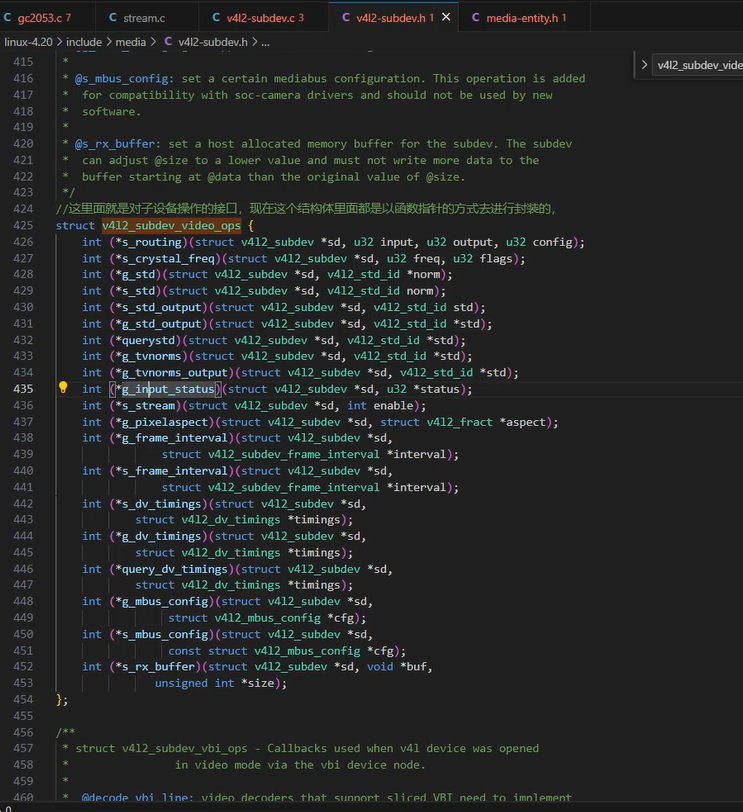 gc2053.c 7 stream.c v4l2-subdev.c 3 v4l2-subdev.h 1 media-entity.h 1
linux-4.20 > include > media > v4l2-subdev.h > ...
v4l2_subdev_vide
415 *
416 * @s_mbus_config: set a certain mediabus configuration. This operation is added
417 * for compatibility with soc-camera drivers and should not be used by new
418 * software.
419 *
420 * @s_rx_buffer: set a host allocated memory buffer for the subdev. The subdev
421 * can adjust @size to a lower value and must not write more data to the
422 * buffer starting at @data than the original value of @size.
423 */
424 //这里面就是对子设备操作的接口，现在这个结构体里面都是以函数指针的方式去进行封装的，
425 struct v4l2_subdev_video_ops {
426 int (*s_routing)(struct v4l2_subdev *sd, u32 input, u32 output, u32 config);
427 int (*s_crystal_freq)(struct v4l2_subdev *sd, u32 freq, u32 flags);
428 int (*g_std)(struct v4l2_subdev *sd, v4l2_std_id *norm);
429 int (*s_std)(struct v4l2_subdev *sd, v4l2_std_id norm);
430 int (*s_std_output)(struct v4l2_subdev *sd, v4l2_std_id std);
431 int (*g_std_output)(struct v4l2_subdev *sd, v4l2_std_id *std);
432 int (*querystd)(struct v4l2_subdev *sd, v4l2_std_id *std);
433 int (*g_tvnorms)(struct v4l2_subdev *sd, v4l2_std_id *std);
434 int (*g_tvnorms_output)(struct v4l2_subdev *sd, v4l2_std_id *std);
435 int (*g_input_status)(struct v4l2_subdev *sd, u32 *status);
436 int (*s_stream)(struct v4l2_subdev *sd, int enable);
437 int (*g_pixelaspect)(struct v4l2_subdev *sd, struct v4l2_fract *aspect);
438 int (*g_frame_interval)(struct v4l2_subdev *sd,
439 struct v4l2_subdev_frame_interval *interval);
440 int (*s_frame_interval)(struct v4l2_subdev *sd,
441 struct v4l2_subdev_frame_interval *interval);
442 int (*s_dv_timings)(struct v4l2_subdev *sd,
443 struct v4l2_dv_timings *timings);
444 int (*g_dv_timings)(struct v4l2_subdev *sd,
445 struct v4l2_dv_timings *timings);
446 int (*query_dv_timings)(struct v4l2_subdev *sd,
447 struct v4l2_dv_timings *timings);
448 int (*g_mbus_config)(struct v4l2_subdev *sd,
449 struct v4l2_mbus_config *cfg);
450 int (*s_mbus_config)(struct v4l2_subdev *sd,
451 const struct v4l2_mbus_config *cfg);
452 int (*s_rx_buffer)(struct v4l2_subdev *sd, void *buf,
453 unsigned int *size);
454 };
455
456 /**
457 * struct v4l2_subdev_vbi_ops - Callbacks used when v4l device was opened
458 * in video mode via the vbi device node.
459 *
460 * @decode_vbi_line: video decoders that support sliced VBI need to implement